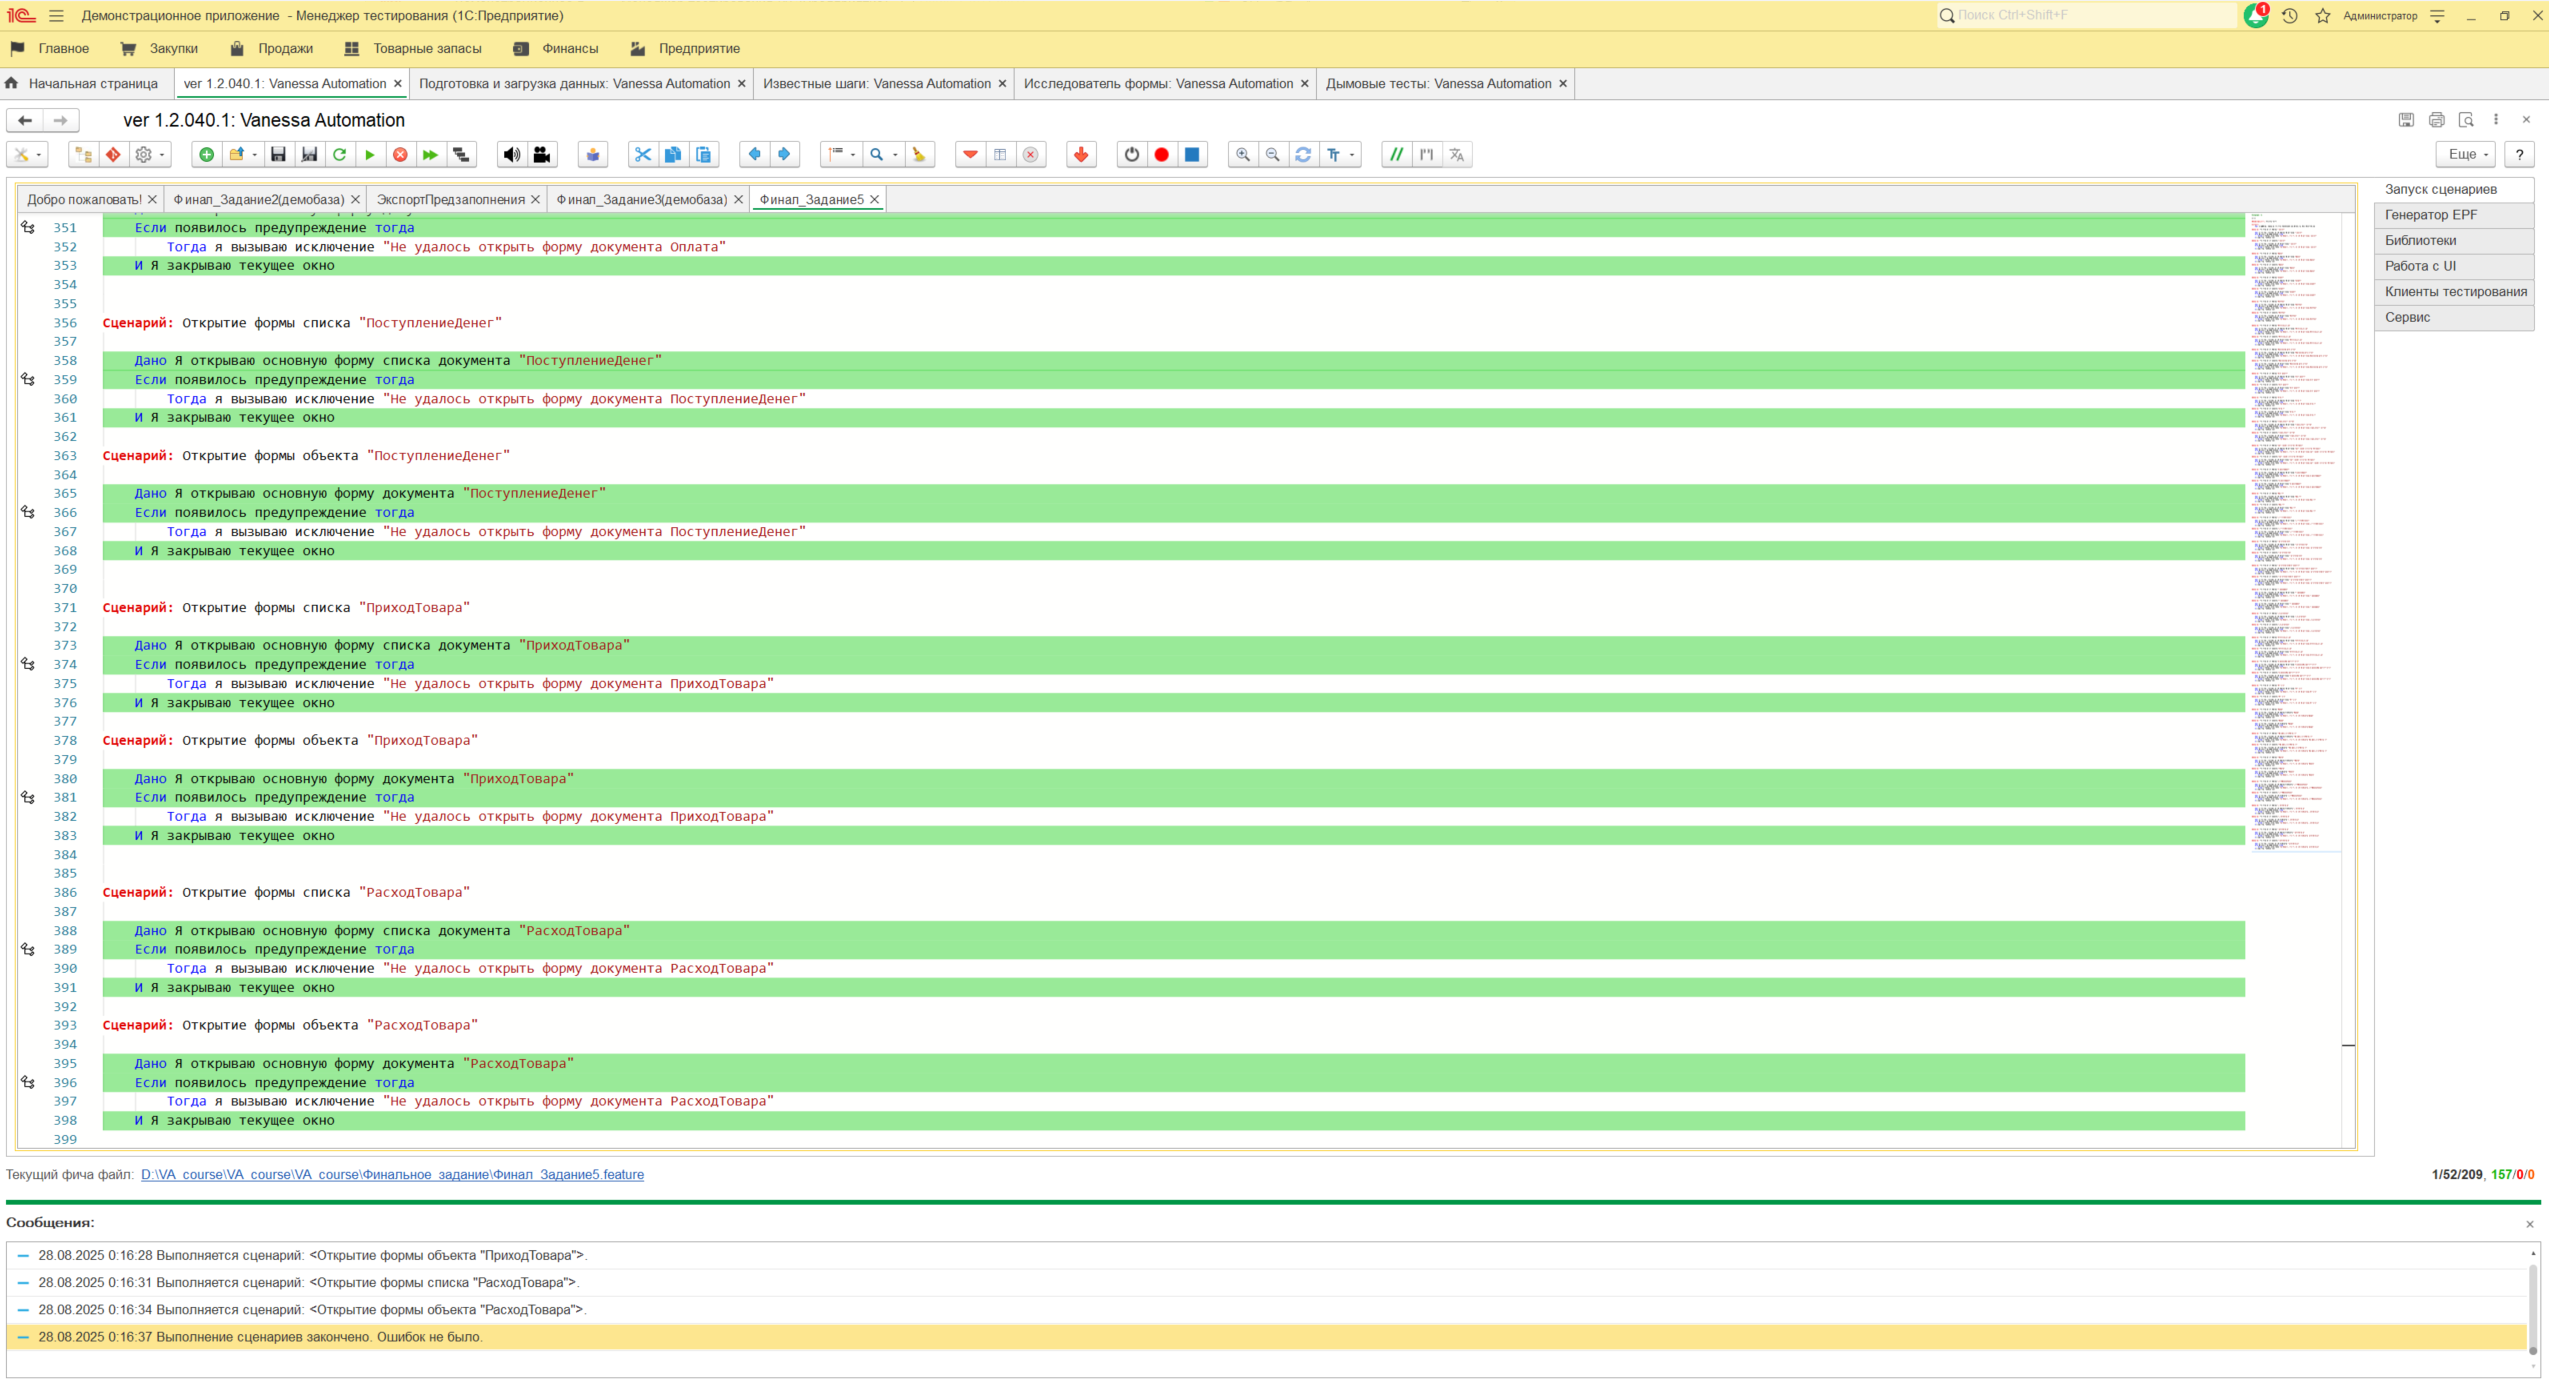 Демонстрационное приложение - Менеджер тестирования (1С:Предприятие)
Поиск Ctrl+Shift+F
1
Администратор
Главное Закупки Продажи Товарные запасы Финансы Предприятие
Начальная страница ver 1.2.040.1: Vanessa Automation Подготовка и загрузка данных: Vanessa Automation Известные шаги: Vanessa Automation Исследователь формы: Vanessa Automation Дымовые тесты: Vanessa Automation
ver 1.2.040.1: Vanessa Automation
Еще ?
Добро пожаловать! Финал_Задание2(демобаза) ЭкспортПредзаполнения Финал_Задание3(демобаза) Финал_Задание5
Запуск сценариев
Генератор EPF
Библиотеки
Работа с UI
Клиенты тестирования
Сервис
351 Если появилось предупреждение тогда
352 Тогда я вызываю исключение "Не удалось открыть форму документа Оплата"
353 И Я закрываю текущее окно
354
355
356 Сценарий: Открытие формы списка "ПоступлениеДенег"
357
358 Дано Я открываю основную форму списка документа "ПоступлениеДенег"
359 Если появилось предупреждение тогда
360 Тогда я вызываю исключение "Не удалось открыть форму документа ПоступлениеДенег"
361 И Я закрываю текущее окно
362
363 Сценарий: Открытие формы объекта "ПоступлениеДенег"
364
365 Дано Я открываю основную форму документа "ПоступлениеДенег"
366 Если появилось предупреждение тогда
367 Тогда я вызываю исключение "Не удалось открыть форму документа ПоступлениеДенег"
368 И Я закрываю текущее окно
369
370
371 Сценарий: Открытие формы списка "ПриходТовара"
372
373 Дано Я открываю основную форму списка документа "ПриходТовара"
374 Если появилось предупреждение тогда
375 Тогда я вызываю исключение "Не удалось открыть форму документа ПриходТовара"
376 И Я закрываю текущее окно
377
378 Сценарий: Открытие формы объекта "ПриходТовара"
379
380 Дано Я открываю основную форму документа "ПриходТовара"
381 Если появилось предупреждение тогда
382 Тогда я вызываю исключение "Не удалось открыть форму документа ПриходТовара"
383 И Я закрываю текущее окно
384
385
386 Сценарий: Открытие формы списка "РасходТовара"
387
388 Дано Я открываю основную форму списка документа "РасходТовара"
389 Если появилось предупреждение тогда
390 Тогда я вызываю исключение "Не удалось открыть форму документа РасходТовара"
391 И Я закрываю текущее окно
392
393 Сценарий: Открытие формы объекта "РасходТовара"
394
395 Дано Я открываю основную форму документа "РасходТовара"
396 Если появилось предупреждение тогда
397 Тогда я вызываю исключение "Не удалось открыть форму документа РасходТовара"
398 И Я закрываю текущее окно
399
Текущий фича файл: D:\VA_course\VA_course\VA_course\Финальное_задание\Финал_Задание5.feature
1/52/209, 157/0/0
Сообщения:
28.08.2025 0:16:28 Выполняется сценарий: <Открытие формы объекта "ПриходТовара">.
28.08.2025 0:16:31 Выполняется сценарий: <Открытие формы списка "РасходТовара">.
28.08.2025 0:16:34 Выполняется сценарий: <Открытие формы объекта "РасходТовара">.
28.08.2025 0:16:37 Выполнение сценариев закончено. Ошибок не было.